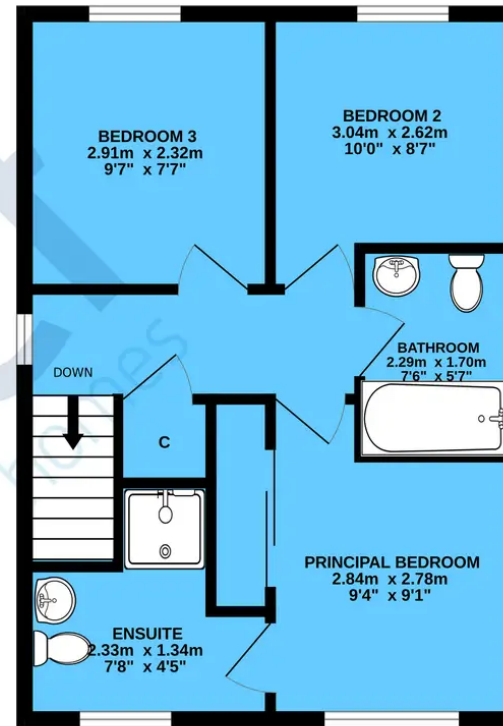 BEDROOM 3
2.91m x 2.32m
9'7" x 7'7"
BEDROOM 2
3.04m x 2.62m
10'0" x 8'7"
BATHROOM
2.29m x 1.70m
7'6" x 5'7"
DOWN
C
homes
PRINCIPAL BEDROOM
2.84m x 2.78m
9'4" x 9'1"
ENSUITE
2.33m x 1.34m
7'8" x 4'5"